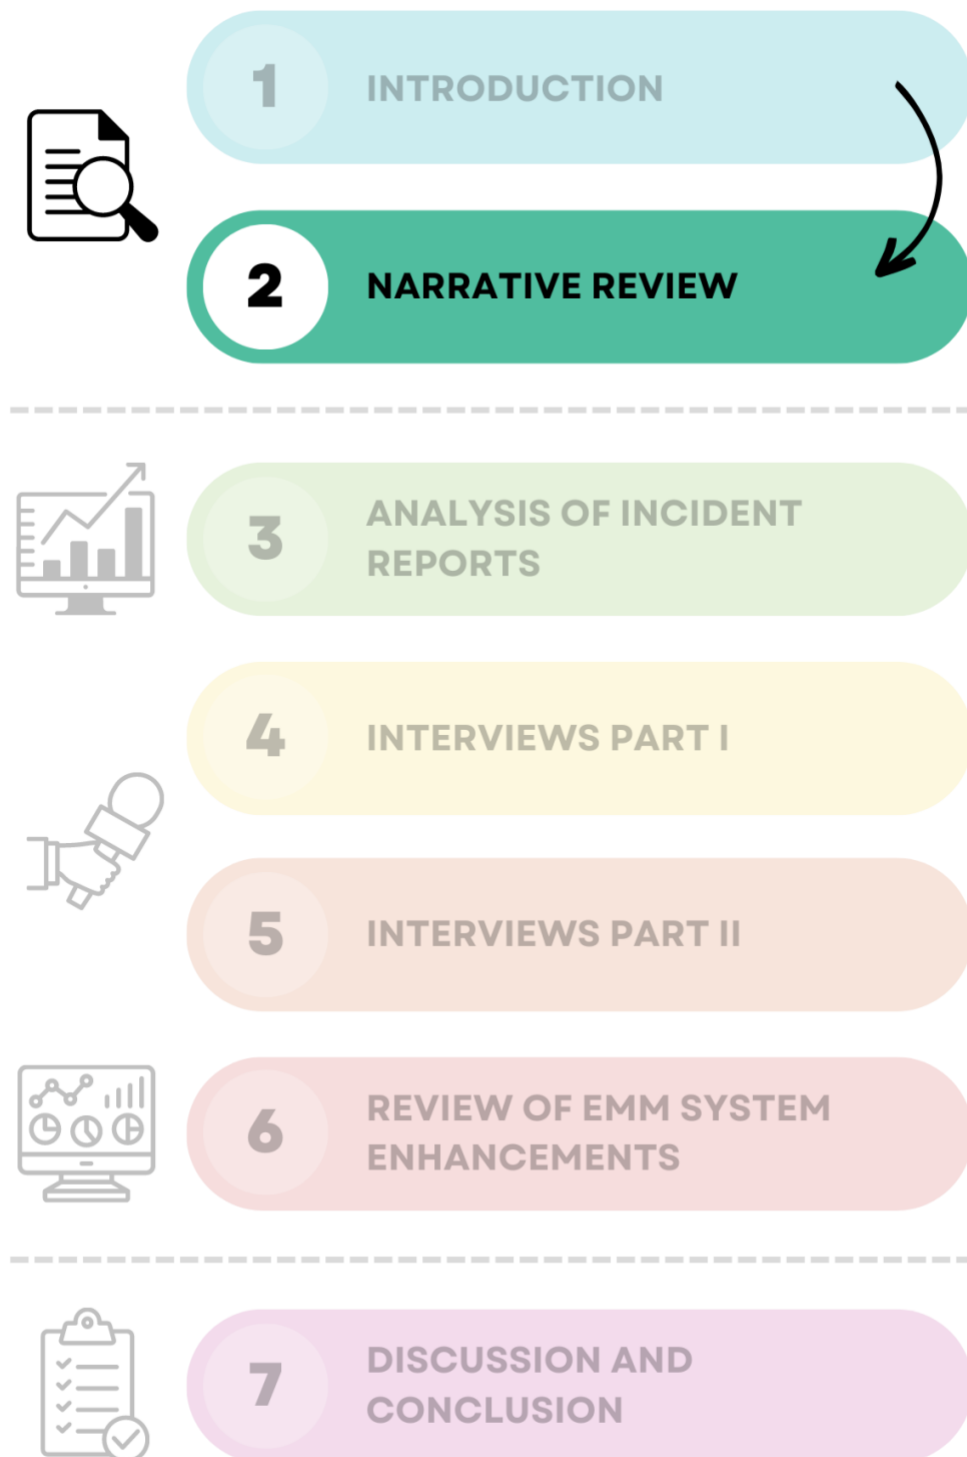 1
INTRODUCTION
2
NARRATIVE REVIEW
3
ANALYSIS OF INCIDENT
REPORTS
4
INTERVIEWS PART I
5
INTERVIEWS PART II
6
REVIEW OF EMM SYSTEM
ENHANCEMENTS
7
DISCUSSION AND
CONCLUSION